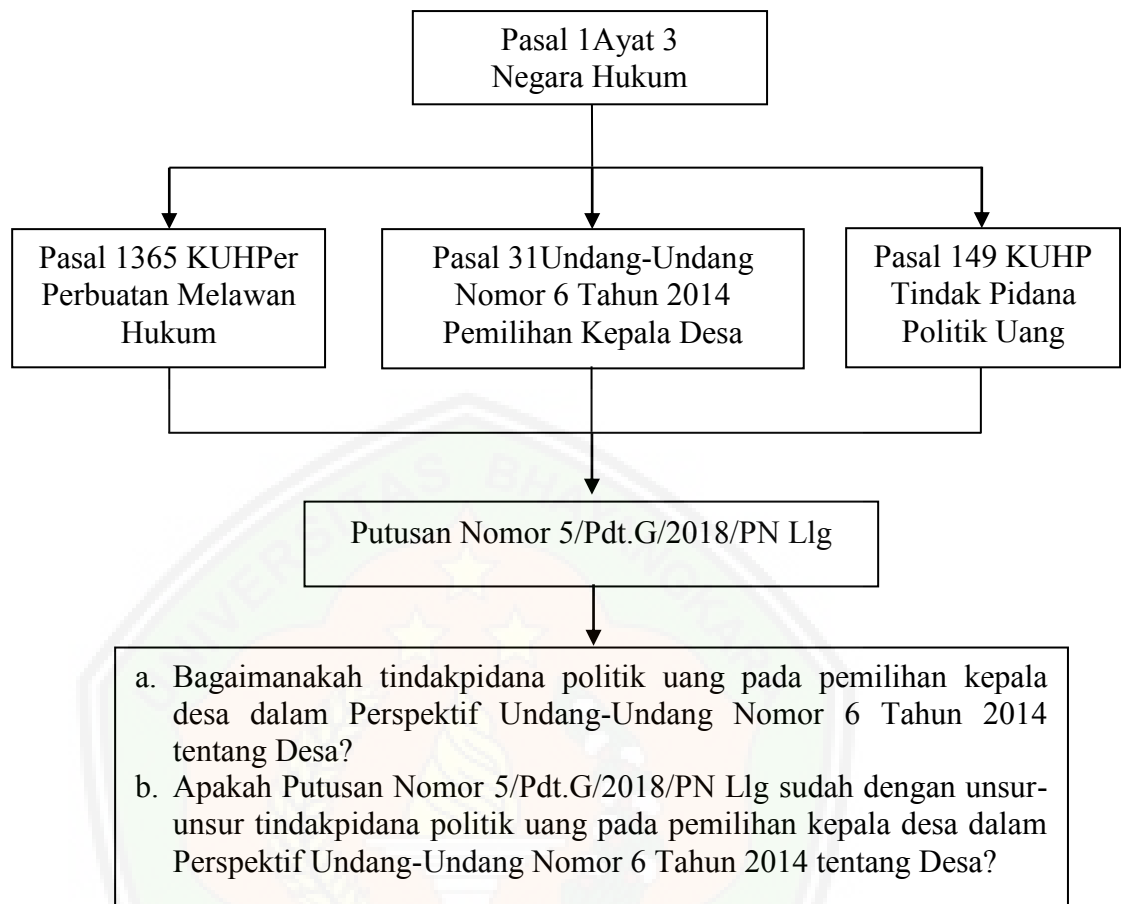 Pasal 1Ayat 3
Negara Hukum
Pasal 1365 KUHPer
Perbuatan Melawan
Hukum
Pasal 31Undang-Undang
Nomor 6 Tahun 2014
Pemilihan Kepala Desa
Pasal 149 KUHP
Tindak Pidana
Politik Uang
Putusan Nomor 5/Pdt.G/2018/PN Llg
a. Bagaimanakah tindakpidana politik uang pada pemilihan kepala
desa dalam Perspektif Undang-Undang Nomor 6 Tahun 2014
tentang Desa?
b. Apakah Putusan Nomor 5/Pdt.G/2018/PN Llg sudah dengan unsur-
unsur tindakpidana politik uang pada pemilihan kepala desa dalam
Perspektif Undang-Undang Nomor 6 Tahun 2014 tentang Desa?
UNIVERSITAS BHAYANGKAR